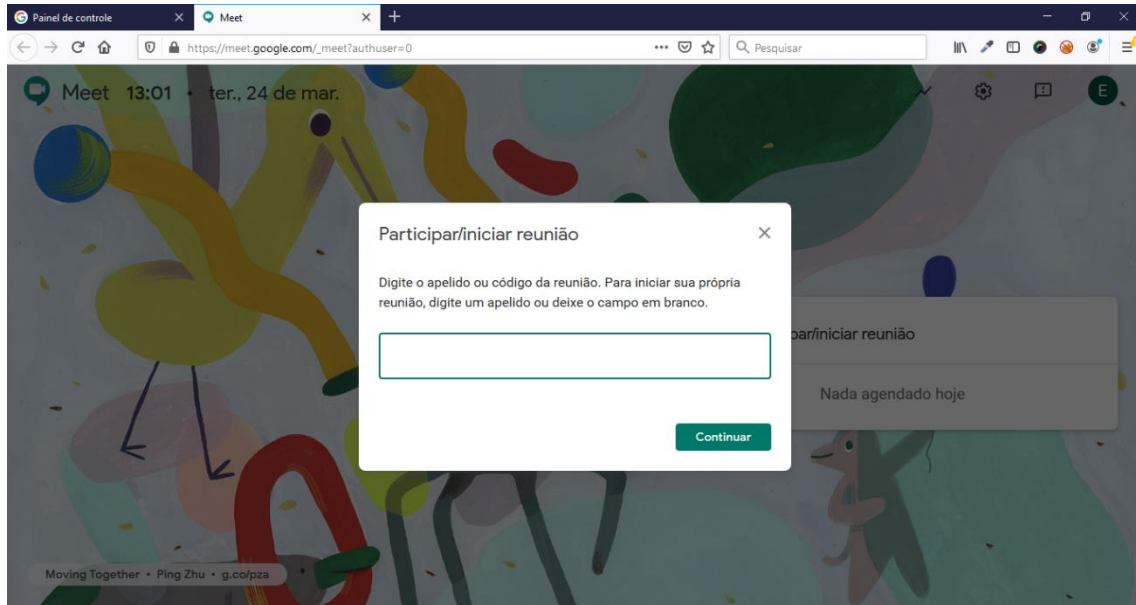 Painel de controle
Meet
https://meet.google.com/_meet?authuser=0
Pesquisar
Meet 13:01 • ter., 24 de mar.
E
Participar/iniciar reunião
Digite o apelido ou código da reunião. Para iniciar sua própria
reunião, digite um apelido ou deixe o campo em branco.
par/iniciar reunião
Nada agendado hoje
Continuar
Moving Together • Ping Zhu • g.co/pza